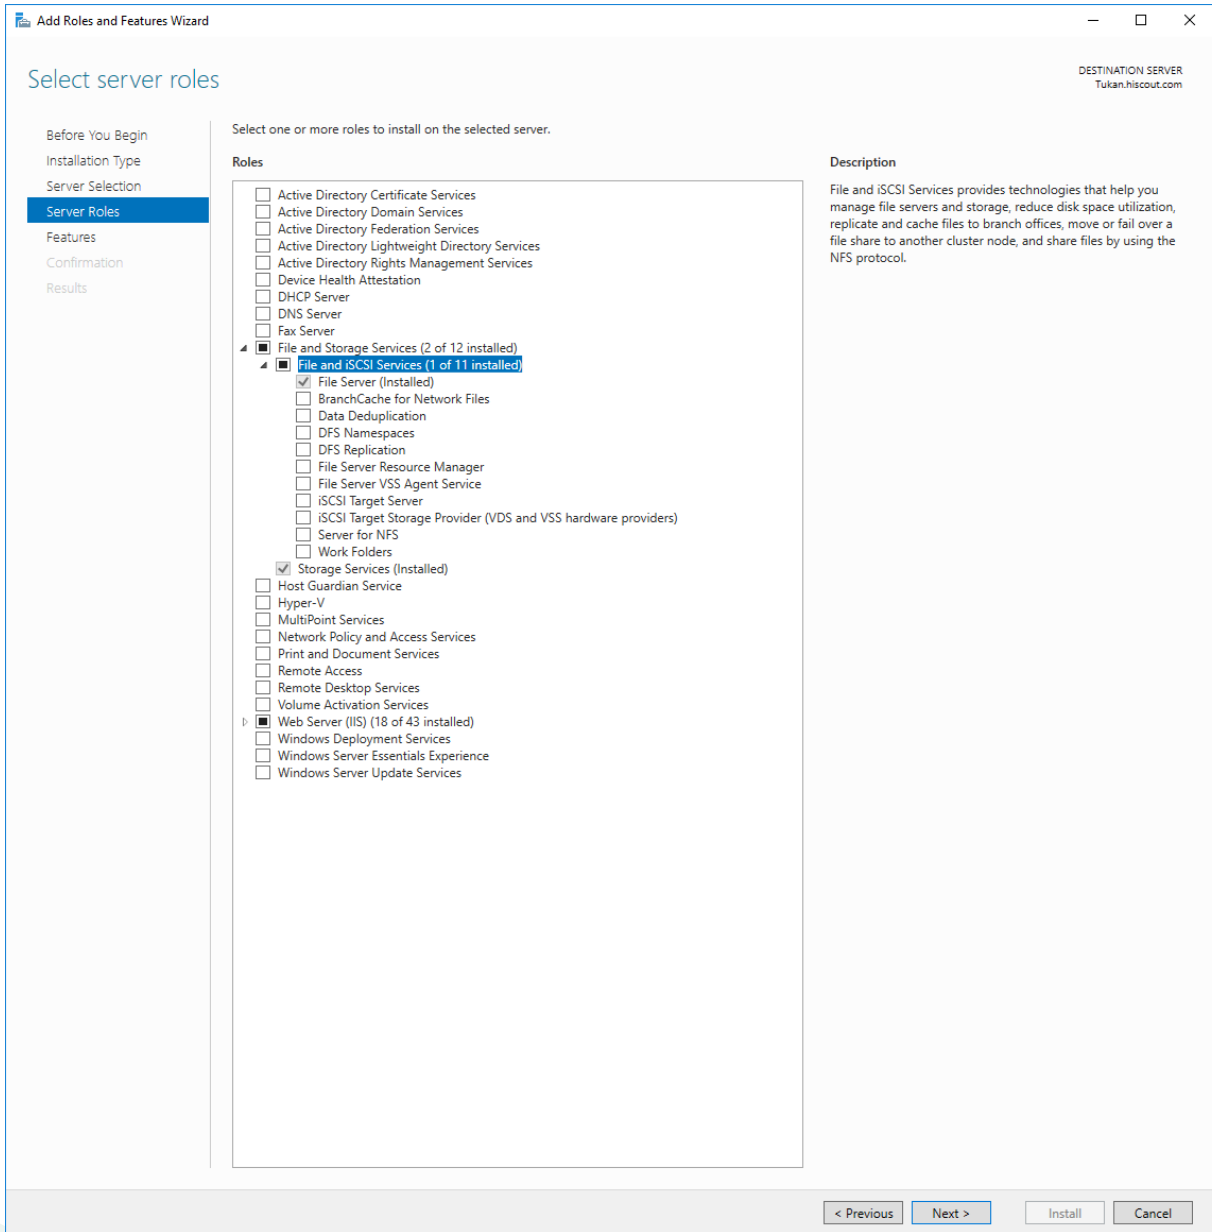 Add Roles and Features Wizard
Select server roles
DESTINATION SERVER
Tukan.hiscout.com
Before You Begin
Installation Type
Server Selection
Server Roles
Features
Confirmation
Results
Select one or more roles to install on the selected server.
Roles
Active Directory Certificate Services
Active Directory Domain Services
Active Directory Federation Services
Active Directory Lightweight Directory Services
Active Directory Rights Management Services
Device Health Attestation
DHCP Server
DNS Server
Fax Server
File and Storage Services (2 of 12 installed)
File and iSCSI Services (1 of 11 installed)
File Server (Installed)
BranchCache for Network Files
Data Deduplication
DFS Namespaces
DFS Replication
File Server Resource Manager
File Server VSS Agent Service
iSCSI Target Server
iSCSI Target Storage Provider (VDS and VSS hardware providers)
Server for NFS
Work Folders
Storage Services (Installed)
Host Guardian Service
Hyper-V
MultiPoint Services
Network Policy and Access Services
Print and Document Services
Remote Access
Remote Desktop Services
Volume Activation Services
Web Server (IIS) (18 of 43 installed)
Windows Deployment Services
Windows Server Essentials Experience
Windows Server Update Services
Description
File and iSCSI Services provides technologies that help you
manage file servers and storage, reduce disk space utilization,
replicate and cache files to branch offices, move or fail over a
file share to another cluster node, and share files by using the
NFS protocol.
< Previous
Next >
Install
Cancel